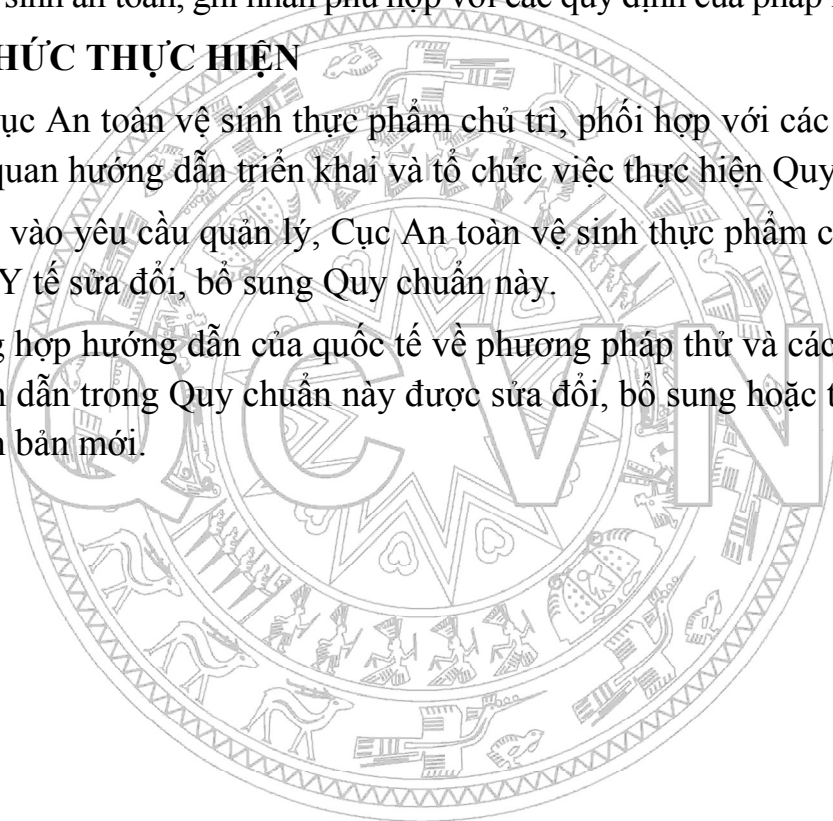 sinh an toàn, ghi nhãn phù hợp với các quy định của pháp
HỨC THỰC HIỆN
ục An toàn vệ sinh thực phẩm chủ trì, phối hợp với các
quan hướng dẫn triển khai và tổ chức việc thực hiện Quy
vào yêu cầu quản lý, Cục An toàn vệ sinh thực phẩm c
Y tế sửa đổi, bổ sung Quy chuẩn này.
g hợp hướng dẫn của quốc tế về phương pháp thử và các
n dẫn trong Quy chuẩn này được sửa đổi, bổ sung hoặc t
n bản mới.
QCVN